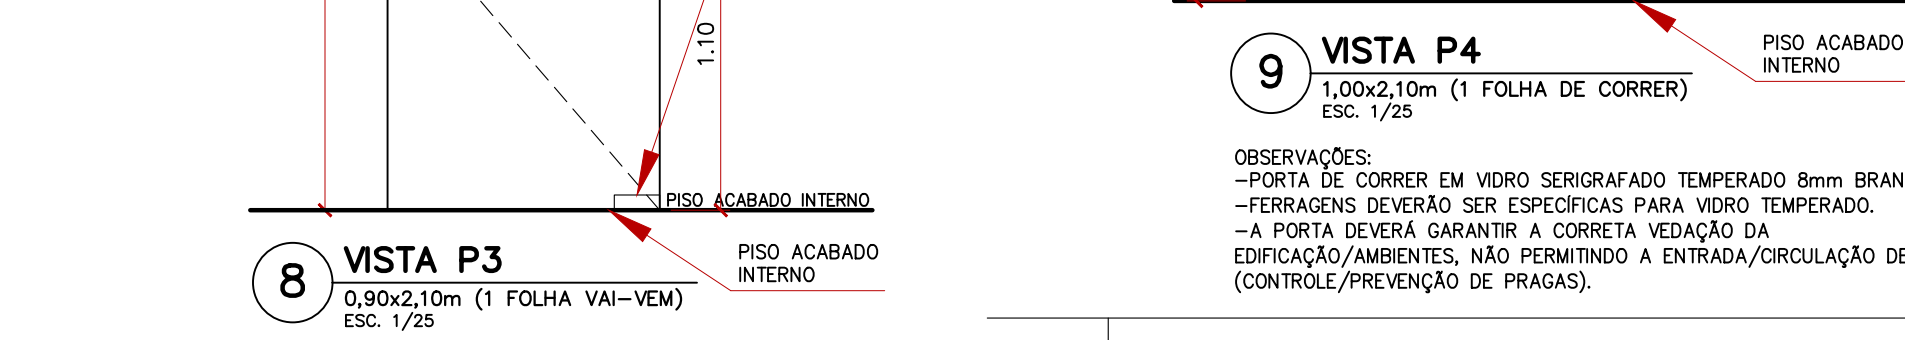 1.10
PISO ACABADO INTERNO
8
VISTA P3
0,90x2,10m (1 FOLHA VAI-VEM)
ESC. 1/25
PISO ACABADO
INTERNO
9
VISTA P4
1,00x2,10m (1 FOLHA DE CORRER)
ESC. 1/25
PISO ACABADO
INTERNO
OBSERVAÇÕES:
-PORTA DE CORRER EM VIDRO SERIGRAFADO TEMPERADO 8mm BRAN
-FERRAGENS DEVERÃO SER ESPECÍFICAS PARA VIDRO TEMPERADO.
-A PORTA DEVERÁ GARANTIR A CORRETA VEDAÇÃO DA
EDIFICAÇÃO/AMBIENTES, NÃO PERMITINDO A ENTRADA/CIRCULAÇÃO DE
(CONTROLE/PREVENÇÃO DE PRAGAS).